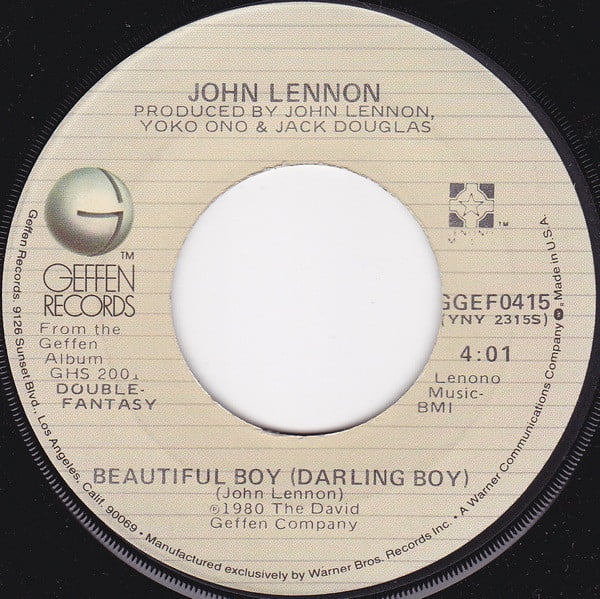 JOHN LENNON
PRODUCED BY JOHN LENNON,
YOKO ONO & JACK DOUGLAS
TM
GEFFEN
RECORDS
From the
Geffen
Album
GHS 2001
DOUBLE-
FANTASY
TM
GGEF0415
(YNY 2315S)
4:01
Lenono
Music-
BMI
BEAUTIFUL BOY (DARLING BOY)
(John Lennon)
℗1980 The David
Geffen Company
Geffen Records, 9126 Sunset Blvd., Los Angeles, Calif. 90069 • Manufactured exclusively by Warner Bros. Records Inc. • A Warner Communications Company Made in U.S.A.